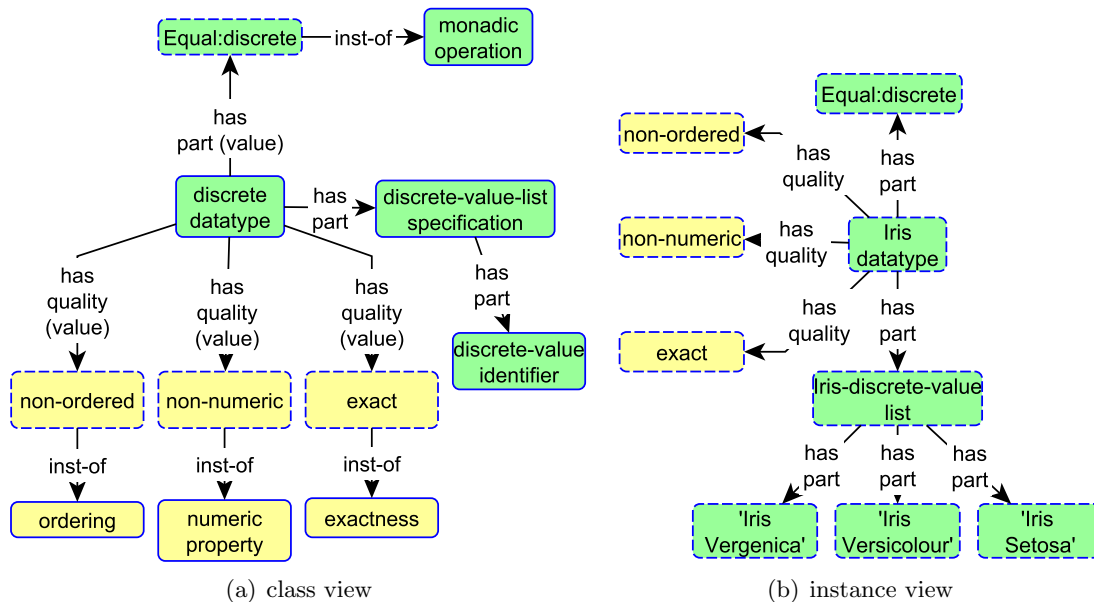 Equal:discrete
inst-of
monadic
operation
has
part (value)
discrete
datatype
has
part
discrete-value-list
specification
has
part
discrete-value
identifier
has
quality
(value)
has
quality
(value)
has
quality
(value)
non-ordered
non-numeric
exact
inst-of
inst-of
inst-of
ordering
numeric
property
exactness
(a) class view
Equal:discrete
non-ordered
has
quality
has
part
non-numeric
has
quality
Iris
datatype
has
quality
has
part
exact
Iris-discrete-value
list
has
part
has
part
has
part
'Iris
Vergenica'
'Iris
Versicolour'
'Iris
Setosa'
(b) instance view